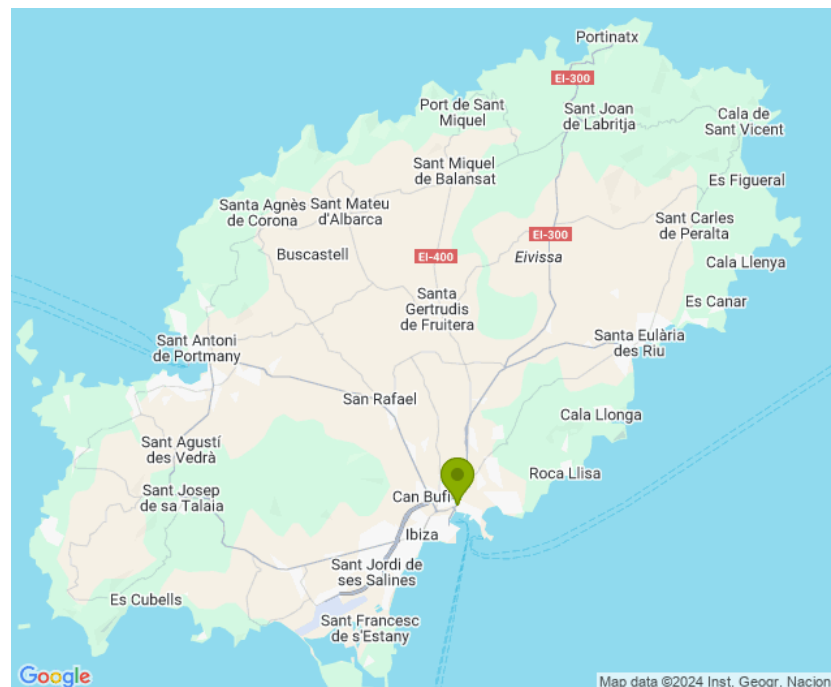 Portinatx
EI-300
Port de Sant
Miquel
Sant Joan
de Labritja
Cala de
Sant Vicent
Sant Miquel
de Balansat
Es Figueral
Santa Agnès
de Corona
Sant Mateu
d'Albarca
Sant Carles
de Peralta
EI-300
Buscastell
EI-400
Eivissa
Cala Llenya
Santa
Gertrudis
de Fruitera
Es Canar
Sant Antoni
de Portmany
Santa Eulària
des Riu
San Rafael
Cala Llonga
Sant Agustí
des Vedrà
Roca Llisa
Sant Josep
de sa Talaia
Can Bufí
Ibiza
Sant Jordi de
ses Salines
Es Cubells
Sant Francesc
de s'Estany
Google
Map data ©2024 Inst. Geogr. Nacion